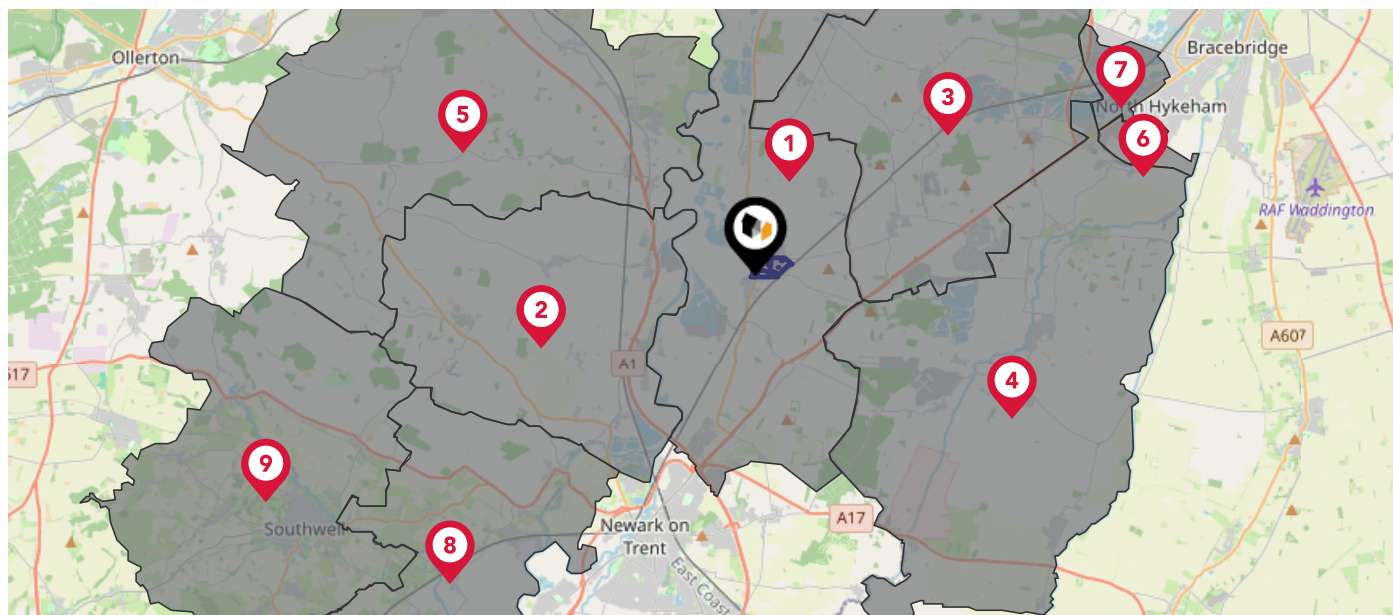 Ollerton
Bracebridge
7
North Hykeham
3
5
6
1
RAF Waddington
2
A1
A607
517
4
9
Southwell
A17
Newark on
Trent
8
East Coast